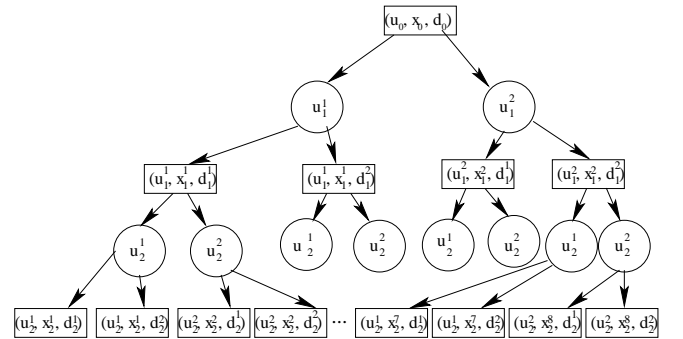 (u₀, x₀, d₀)
u₁¹ u₁²
(u₁¹, x₁¹, d₁¹) (u₁¹, x₁¹, d₁²) (u₁², x₁², d₁¹) (u₁², x₁², d₁²)
u₂¹ u₂² u₂¹ u₂² u₂¹ u₂² u₂¹ u₂²
(u₂¹, x₂¹, d₂¹) (u₂¹, x₂¹, d₂²) (u₂², x₂², d₂¹) (u₂², x₂², d₂²) ... (u₂¹, x₂⁷, d₂¹) (u₂¹, x₂⁷, d₂²) (u₂², x₂⁸, d₂¹) (u₂², x₂⁸, d₂²)